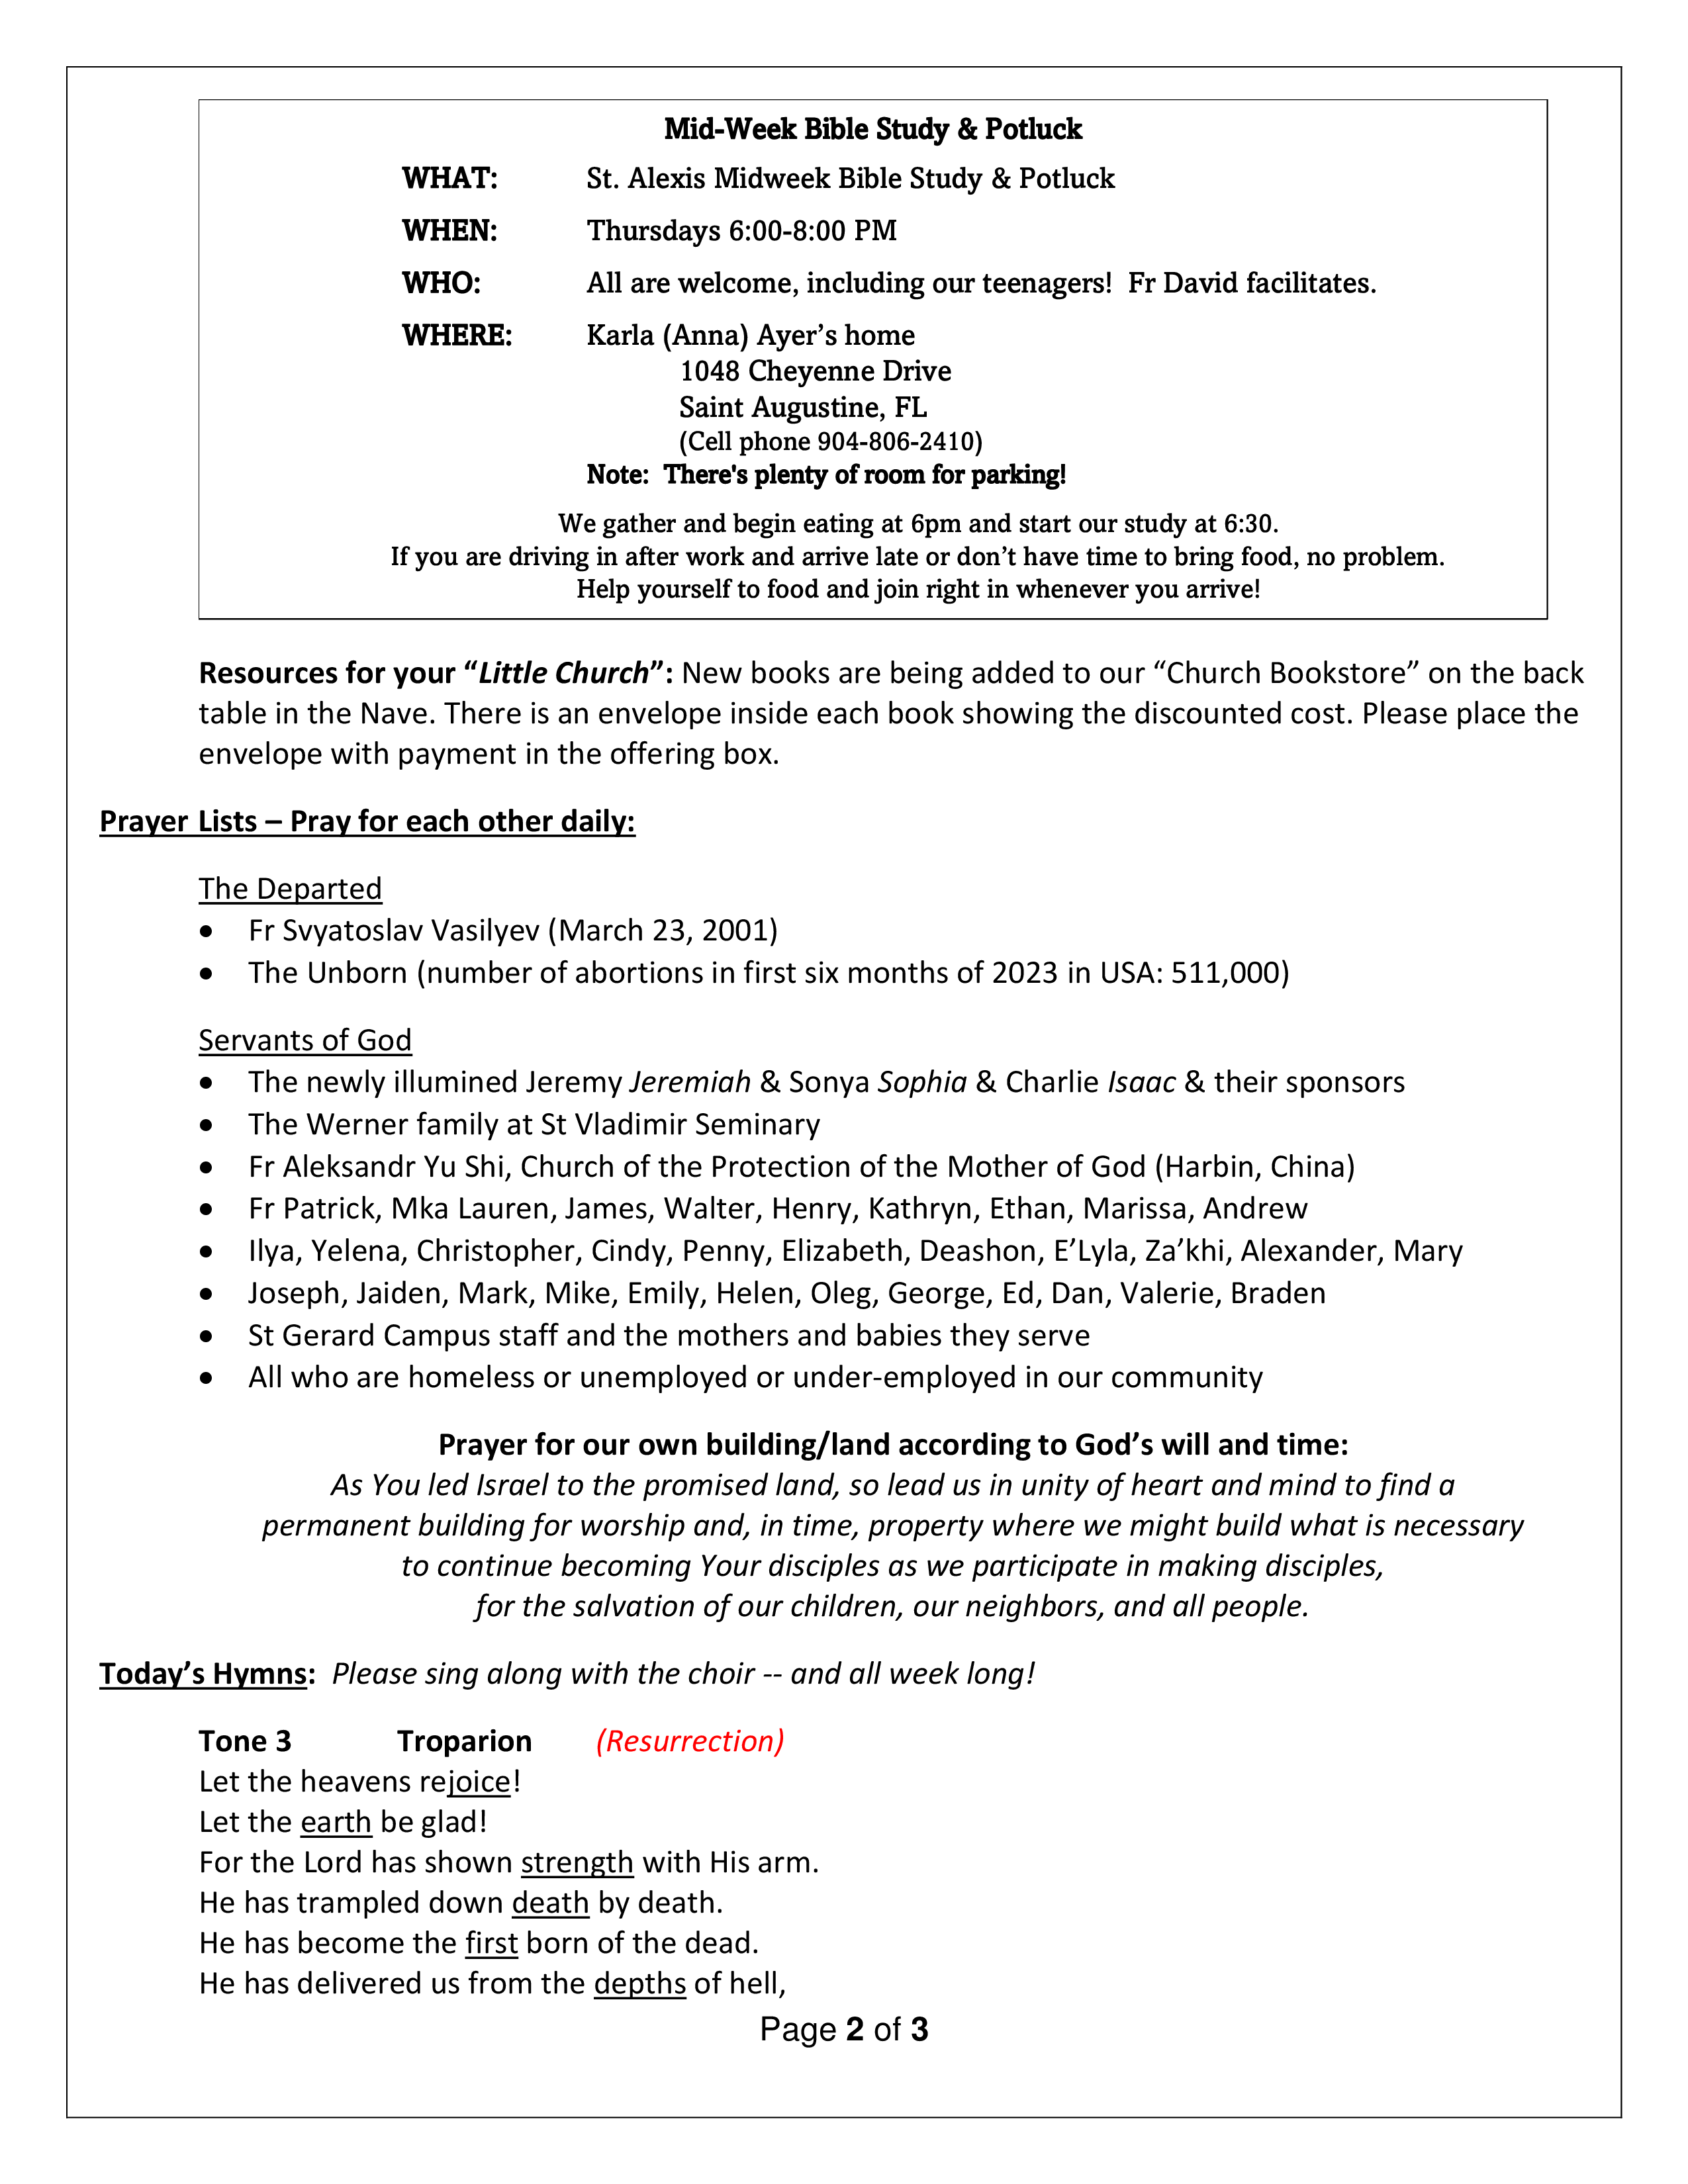 Mid-Week Bible Study & Potluck
WHAT: St. Alexis Midweek Bible Study & Potluck
WHEN: Thursdays 6:00-8:00 PM
WHO: All are welcome, including our teenagers!  Fr David facilitates.
WHERE: Karla (Anna) Ayer’s home
1048 Cheyenne Drive
Saint Augustine, FL
(Cell phone 904-806-2410)
Note:  There's plenty of room for parking!
We gather and begin eating at 6pm and start our study at 6:30.
If you are driving in after work and arrive late or don’t have time to bring food, no problem.
Help yourself to food and join right in whenever you arrive!
Resources for your “Little Church”: New books are being added to our “Church Bookstore” on the back
table in the Nave. There is an envelope inside each book showing the discounted cost. Please place the
envelope with payment in the offering box.
Prayer Lists – Pray for each other daily:
The Departed
• Fr Svyatoslav Vasilyev (March 23, 2001)
• The Unborn (number of abortions in first six months of 2023 in USA: 511,000)
Servants of God
• The newly illumined Jeremy Jeremiah & Sonya Sophia & Charlie Isaac & their sponsors
• The Werner family at St Vladimir Seminary
• Fr Aleksandr Yu Shi, Church of the Protection of the Mother of God (Harbin, China)
• Fr Patrick, Mka Lauren, James, Walter, Henry, Kathryn, Ethan, Marissa, Andrew
• Ilya, Yelena, Christopher, Cindy, Penny, Elizabeth, Deashon, E’Lyla, Za’khi, Alexander, Mary
• Joseph, Jaiden, Mark, Mike, Emily, Helen, Oleg, George, Ed, Dan, Valerie, Braden
• St Gerard Campus staff and the mothers and babies they serve
• All who are homeless or unemployed or under-employed in our community
Prayer for our own building/land according to God’s will and time:
As You led Israel to the promised land, so lead us in unity of heart and mind to find a
permanent building for worship and, in time, property where we might build what is necessary
to continue becoming Your disciples as we participate in making disciples,
for the salvation of our children, our neighbors, and all people.
Today’s Hymns:  Please sing along with the choir -- and all week long!
Tone 3 Troparion (Resurrection)
Let the heavens rejoice!
Let the earth be glad!
For the Lord has shown strength with His arm.
He has trampled down death by death.
He has become the first born of the dead.
He has delivered us from the depths of hell,
Page 2 of 3